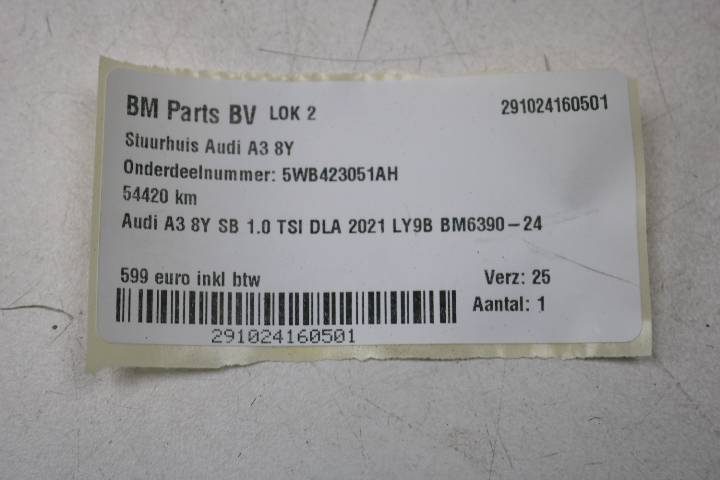 BM Parts BV LOK 2 291024160501
Stuurhuis Audi A3 8Y
Onderdeelnummer: 5WB423051AH
54420 km
Audi A3 8Y SB 1.0 TSI DLA 2021 LY9B BM6390-24
599 euro inkl btw Verz: 25
Aantal: 1
291024160501